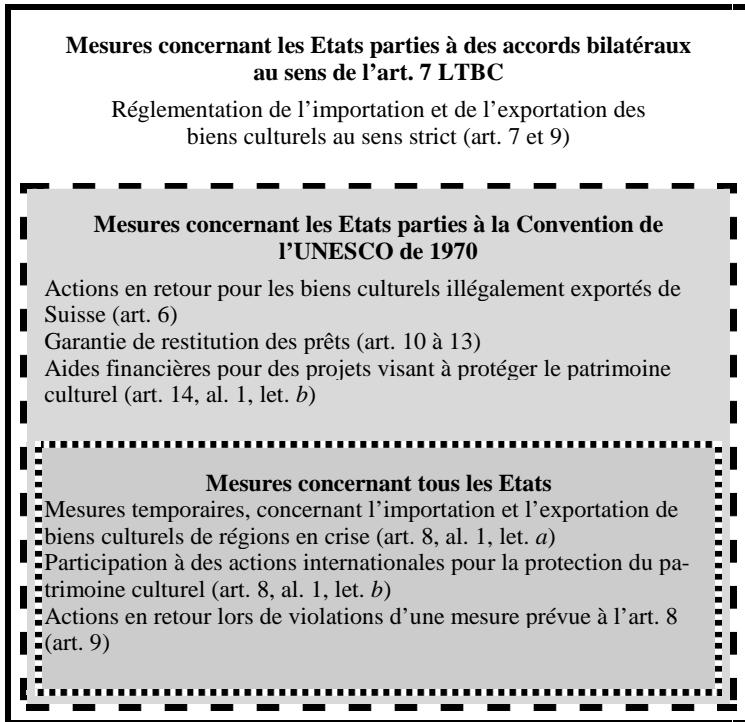 Mesures concernant les Etats parties à des accords bilatéraux
au sens de l’art. 7 LTBC
Réglementation de l’importation et de l’exportation des
biens culturels au sens strict (art. 7 et 9)
Mesures concernant les Etats parties à la Convention de
l’UNESCO de 1970
Actions en retour pour les biens culturels illégalement exportés de
Suisse (art. 6)
Garantie de restitution des prêts (art. 10 à 13)
Aides financières pour des projets visant à protéger le patrimoine
culturel (art. 14, al. 1, let. b)
Mesures concernant tous les Etats
Mesures temporaires, concernant l’importation et l’exportation de
biens culturels de régions en crise (art. 8, al. 1, let. a)
Participation à des actions internationales pour la protection du pa-
trimoine culturel (art. 8, al. 1, let. b)
Actions en retour lors de violations d’une mesure prévue à l’art. 8
(art. 9)